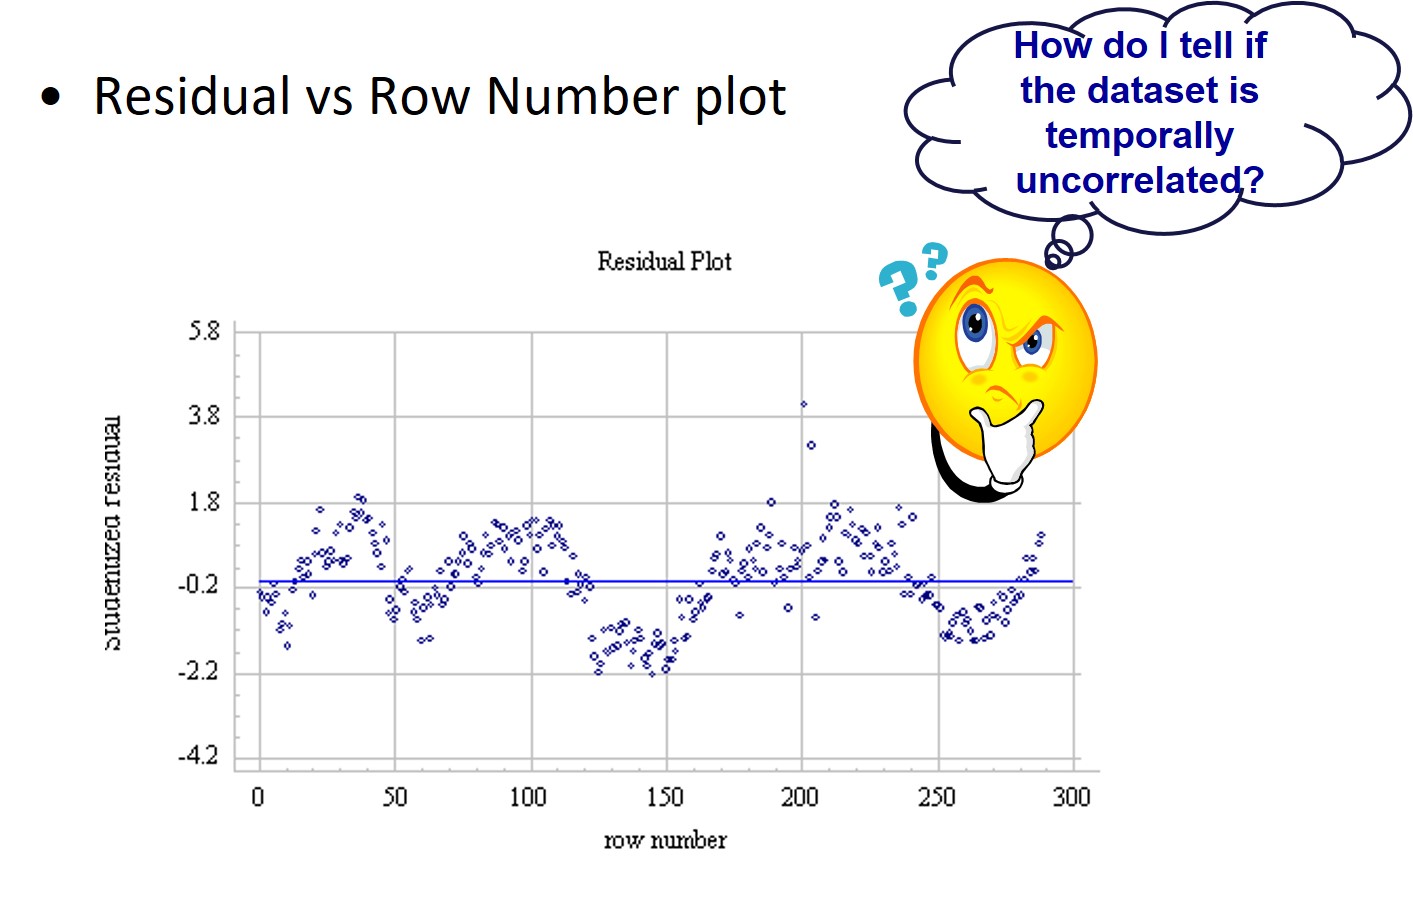 How do I tell if
the dataset is
temporally
uncorrelated?
• Residual vs Row Number plot
? ?
Residual Plot
5.8
3.8
1.8
-0.2
-2.2
-4.2
Studentized residual
0 50 100 150 200 250 300
row number